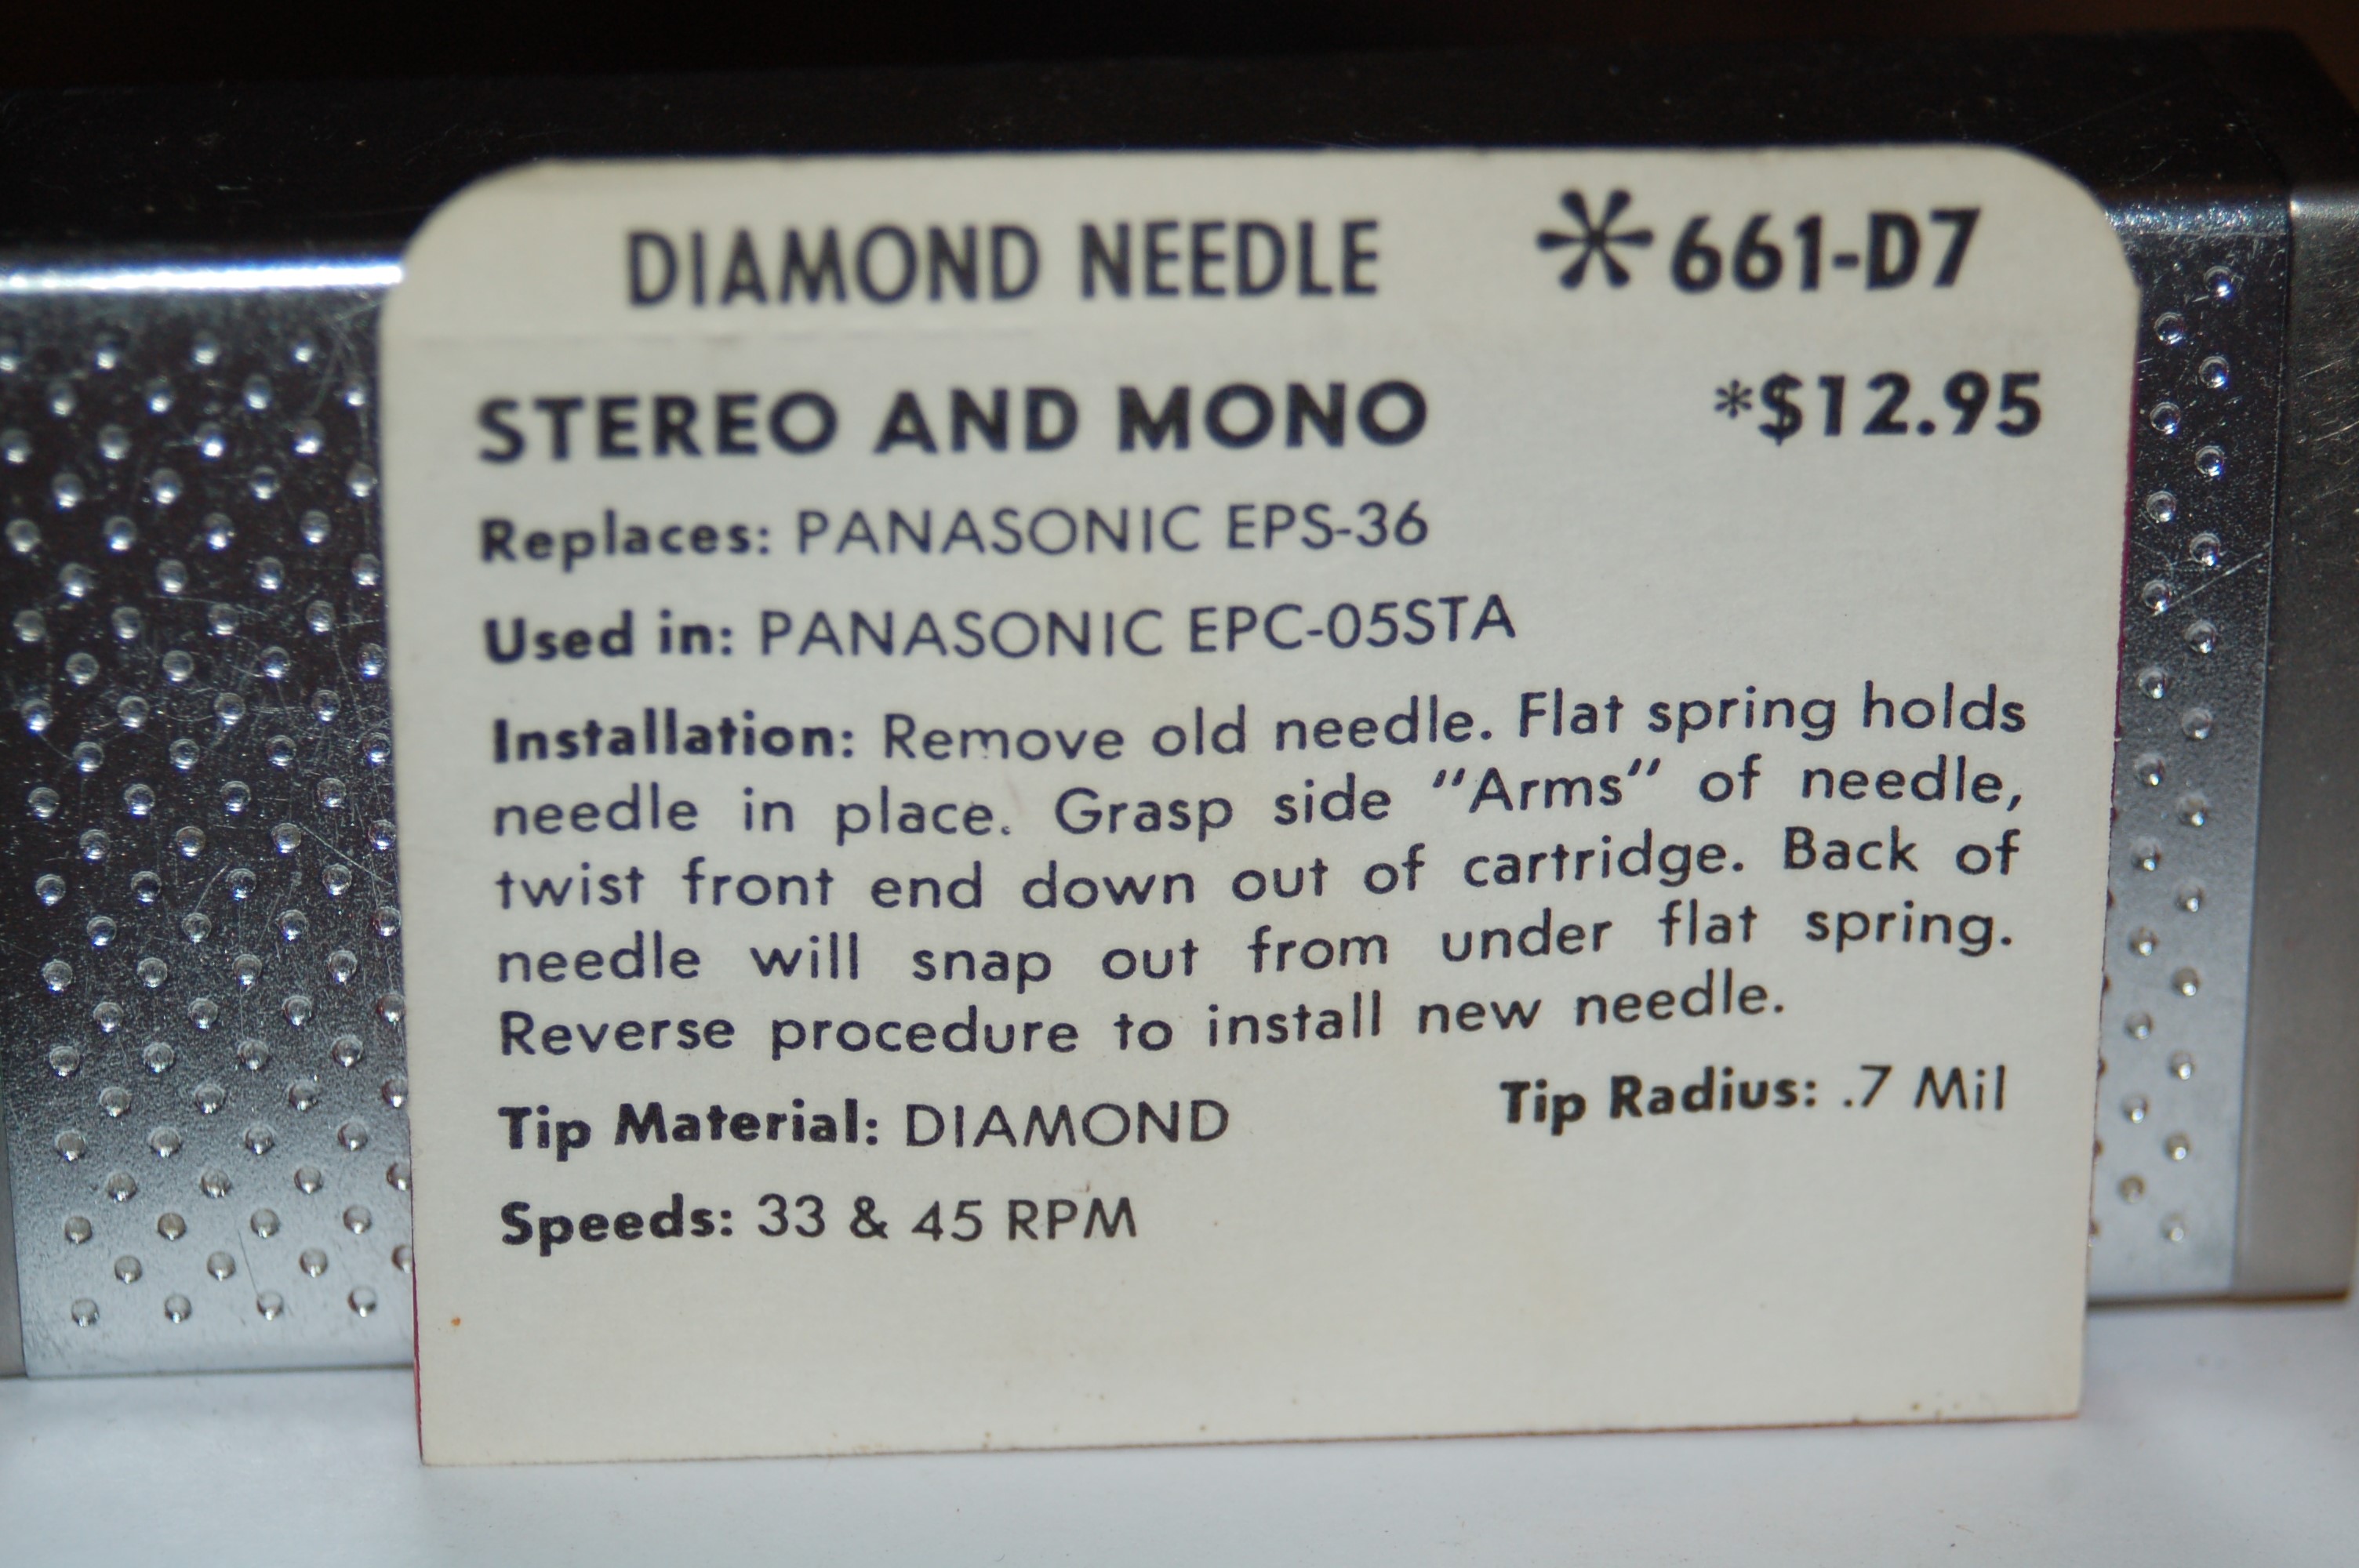 DIAMOND NEEDLE *661-D7
STEREO AND MONO *$12.95
Replaces: PANASONIC EPS-36
Used in: PANASONIC EPC-05STA
Installation: Remove old needle. Flat spring holds
needle in place. Grasp side "Arms" of needle,
twist front end down out of cartridge. Back of
needle will snap out from under flat spring.
Reverse procedure to install new needle.
Tip Material: DIAMOND Tip Radius: .7 Mil
Speeds: 33 & 45 RPM